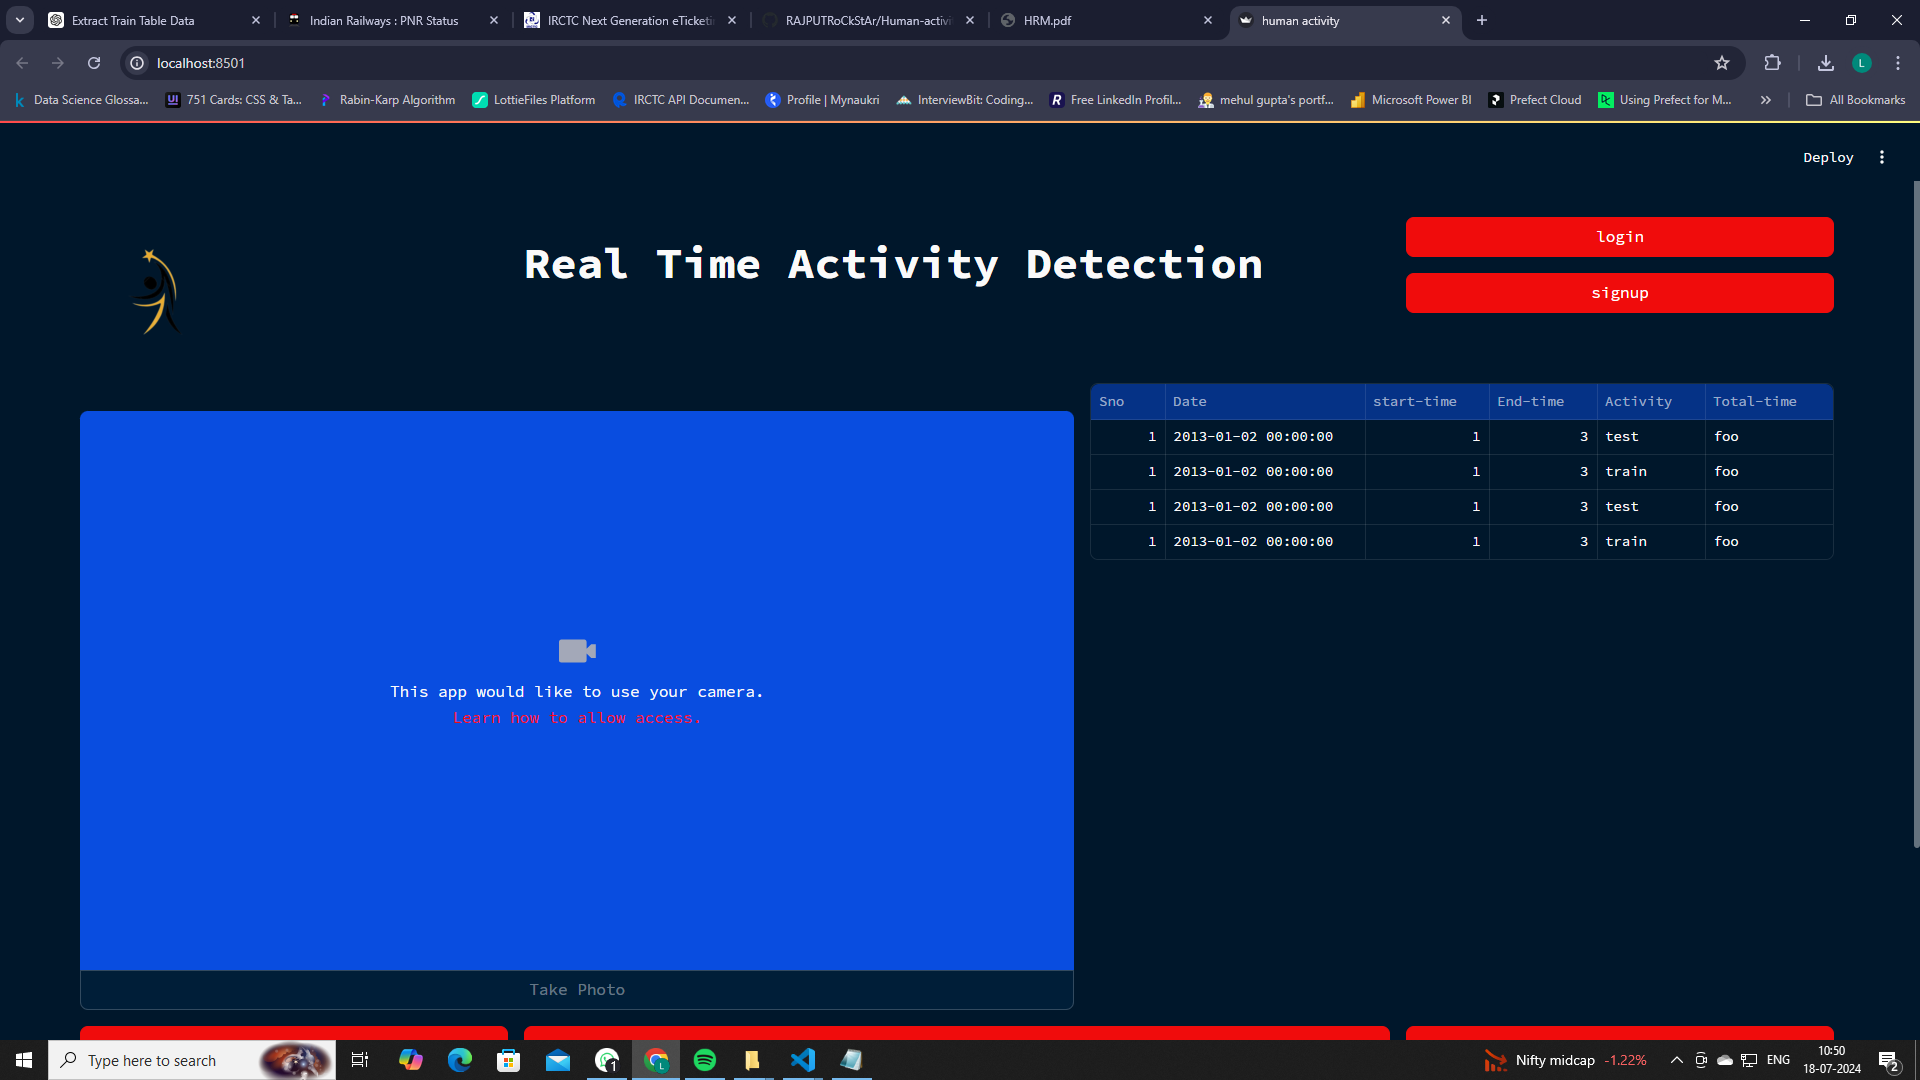 Extract Train Table Data
Indian Railways : PNR Status
IRCTC Next Generation eTicketi
RAJPUTRoCkStAr/Human-activi
HRM.pdf
human activity
localhost:8501
L
Data Science Glossa...
751 Cards: CSS & Ta...
Rabin-Karp Algorithm
LottieFiles Platform
IRCTC API Documen...
Profile | Mynaukri
InterviewBit: Coding...
Free LinkedIn Profil...
mehul gupta's portf...
Microsoft Power BI
Prefect Cloud
Using Prefect for M...
All Bookmarks
Deploy
Real Time Activity Detection
login
signup
Sno Date start-time End-time Activity Total-time
1 2013-01-02 00:00:00 1 3 test foo
1 2013-01-02 00:00:00 1 3 train foo
1 2013-01-02 00:00:00 1 3 test foo
1 2013-01-02 00:00:00 1 3 train foo
This app would like to use your camera.
Learn how to allow access.
Take Photo
Type here to search
1
L
Nifty midcap -1.22%
ENG
10:50
18-07-2024
2